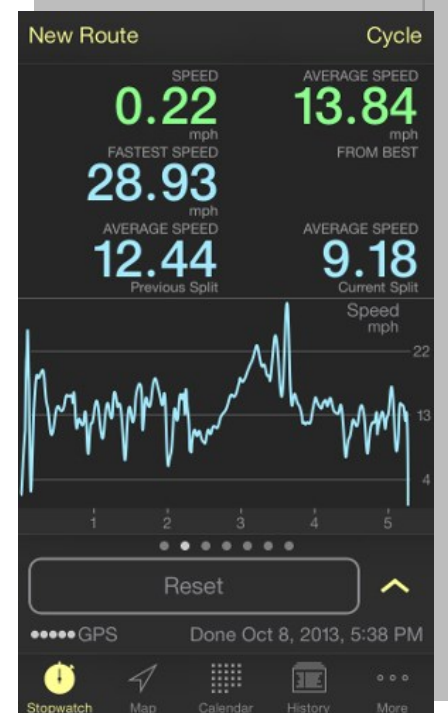 New Route Cycle
SPEED AVERAGE SPEED
0.22 13.84
mph mph
FASTEST SPEED FROM BEST
28.93
mph
AVERAGE SPEED AVERAGE SPEED
12.44 9.18
Previous Split Current Split
Speed
mph
22
13
4
1 2 3 4 5
Reset
GPS Done Oct 8, 2013, 5:38 PM
Stopwatch Map Calendar History More